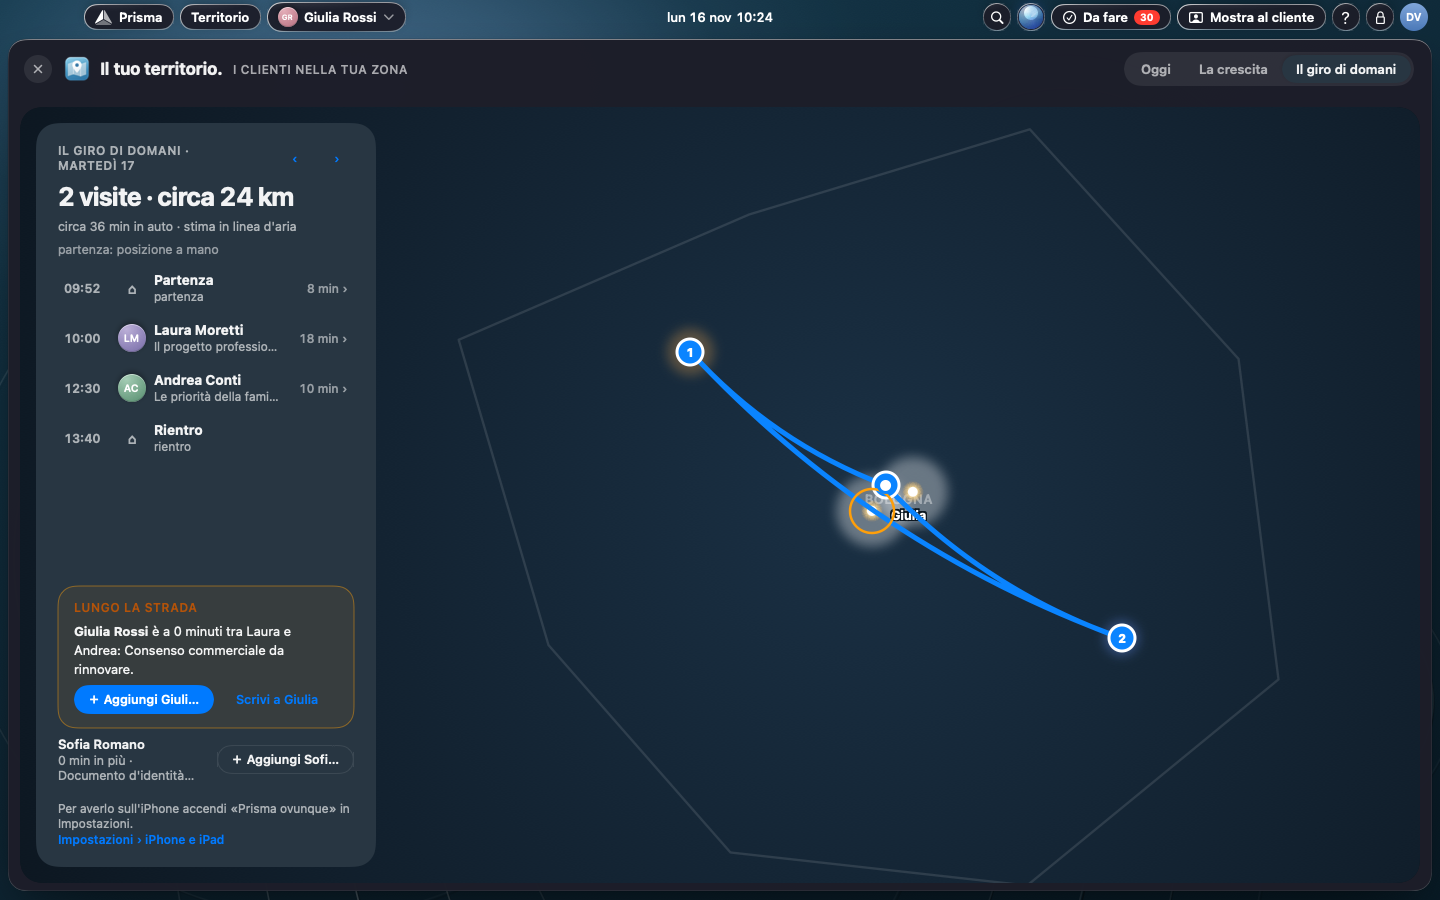 Prisma
Territorio
GR Giulia Rossi
lun 16 nov 10:24
Da fare 30
Mostra al cliente
?
DV
Il tuo territorio. I CLIENTI NELLA TUA ZONA
Oggi
La crescita
Il giro di domani
IL GIRO DI DOMANI ·
MARTEDÌ 17
‹ ›
2 visite · circa 24 km
circa 36 min in auto · stima in linea d'aria
partenza: posizione a mano
09:52 Partenza 8 min ›
partenza
10:00 LM Laura Moretti 18 min ›
Il progetto professio...
12:30 AC Andrea Conti 10 min ›
Le priorità della fami...
13:40 Rientro
rientro
LUNGO LA STRADA
Giulia Rossi è a 0 minuti tra Laura e
Andrea: Consenso commerciale da
rinnovare.
+ Aggiungi Giuli...
Scrivi a Giulia
Sofia Romano
0 min in più ·
Documento d'identità...
+ Aggiungi Sofi...
Per averlo sull'iPhone accendi «Prisma ovunque» in
Impostazioni.
Impostazioni › iPhone e iPad
1
BOLOGNA
Giulia
2